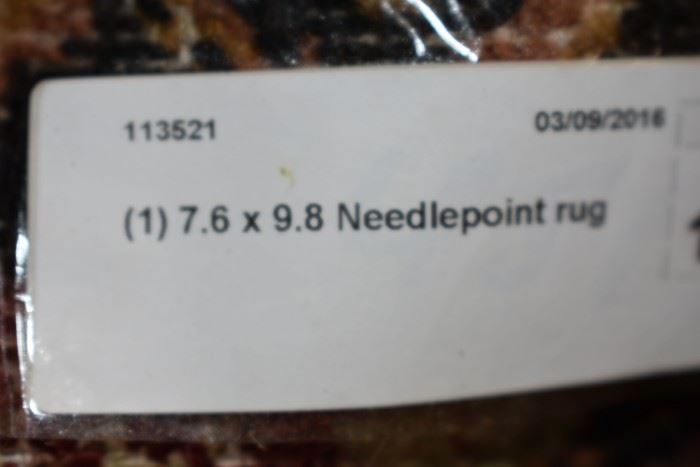 113521 03/09/2016
(1) 7.6 x 9.8 Needlepoint rug